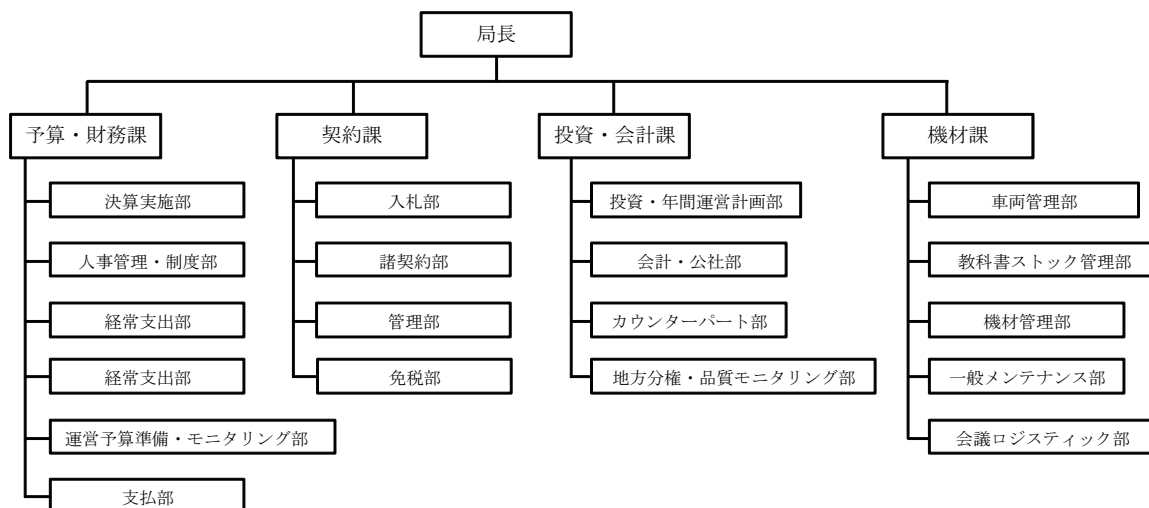 局長
予算・財務課
契約課
投資・会計課
機材課
決算実施部
人事管理・制度部
経常支出部
経常支出部
運営予算準備・モニタリング部
支払部
入札部
諸契約部
管理部
免税部
投資・年間運営計画部
会計・公社部
カウンターパート部
地方分権・品質モニタリング部
車両管理部
教科書ストック管理部
機材管理部
一般メンテナンス部
会議ロジスティック部